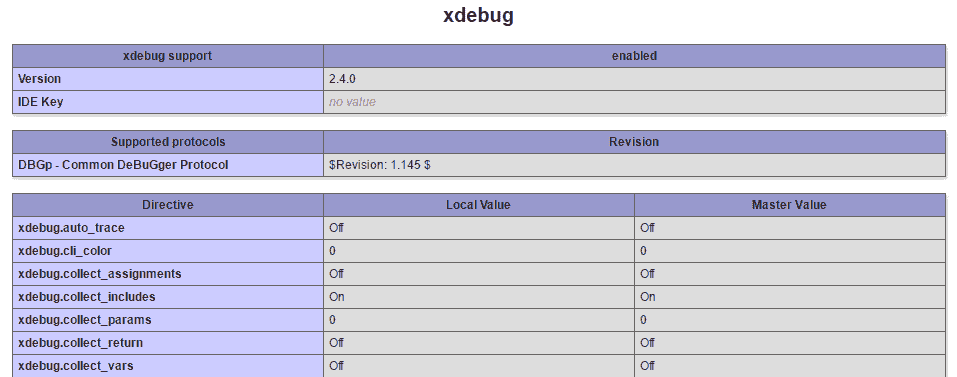 xdebug
xdebug support enabled
Version 2.4.0
IDE Key no value
Supported protocols Revision
DBGp - Common DeBuGger Protocol $Revision: 1.145 $
Directive Local Value Master Value
xdebug.auto_trace Off Off
xdebug.cli_color 0 0
xdebug.collect_assignments Off Off
xdebug.collect_includes On On
xdebug.collect_params 0 0
xdebug.collect_return Off Off
xdebug.collect_vars Off Off